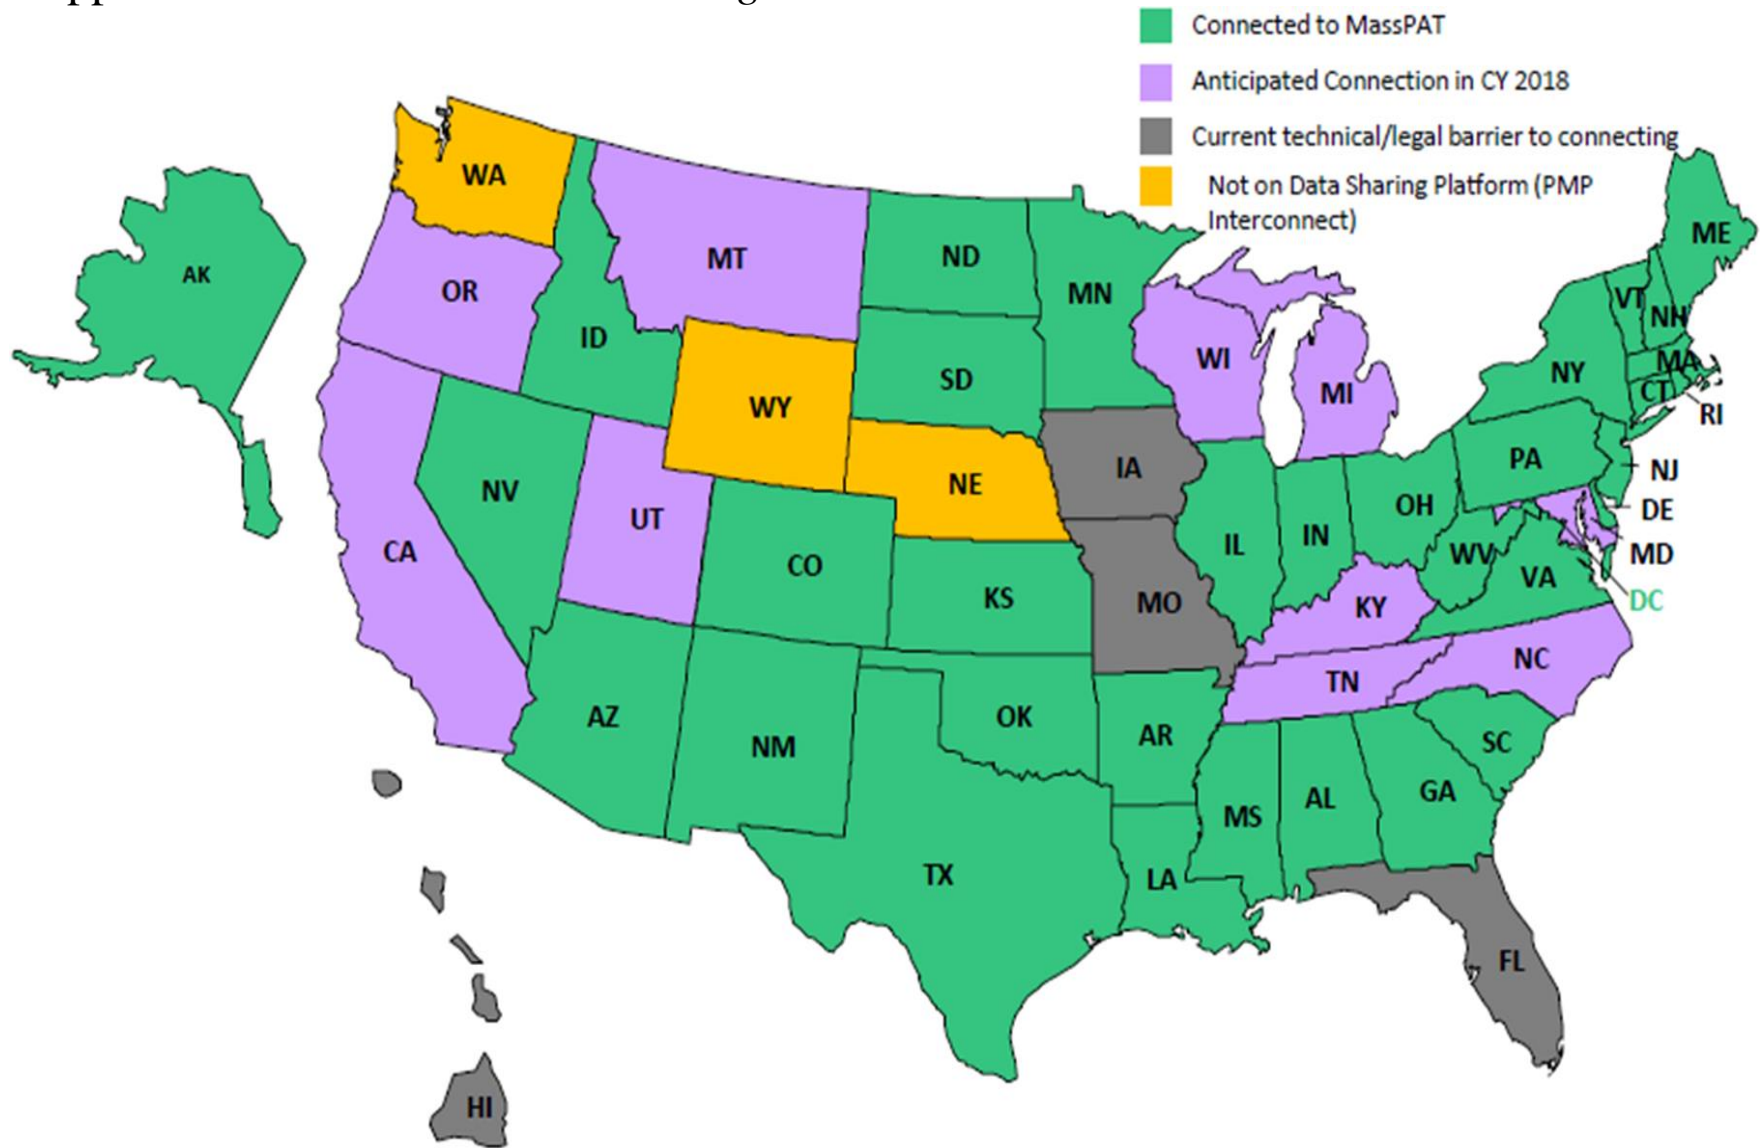 Connected to MassPAT
Anticipated Connection in CY 2018
Current technical/legal barrier to connecting
Not on Data Sharing Platform (PMP
Interconnect)
WA
ME
AK
MT
ND
MN
OR
VT
NH
ID
WI
MA
SD
NY
MI
CT
WY
RI
IA
PA
NJ
NV
NE
OH
DE
UT
IN
IL
CA
CO
WV
MD
VA
KS
MO
KY
DC
NC
TN
AZ
OK
NM
AR
SC
GA
AL
MS
TX
LA
FL
HI